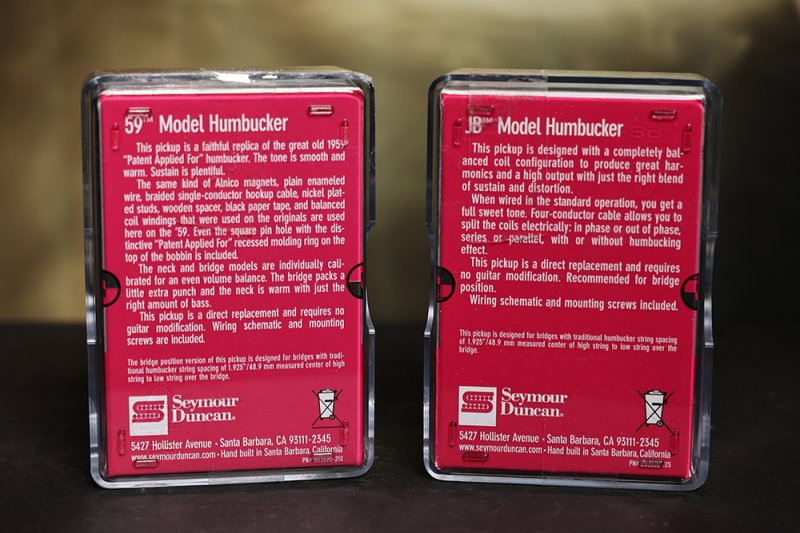 59™ Model Humbucker
This pickup is a faithful replica of the great old 1959
"Patent Applied For" humbucker. The tone is smooth and
warm. Sustain is plentiful.
The same kind of Alnico magnets, plain enameled
wire, braided single-conductor hookup cable, nickel plat-
ed studs, wooden spacer, black paper tape, and balanced
coil windings that were used on the originals are used
here on the '59. Even the square pin hole with the dis-
tinctive "Patent Applied For" recessed molding ring on the
top of the bobbin is included.
The neck and bridge models are individually cali-
brated for an even volume balance. The bridge packs a
little extra punch and the neck is warm with just the
right amount of bass.
This pickup is a direct replacement and requires no
guitar modification. Wiring schematic and mounting
screws are included.
The bridge position version of this pickup is designed for bridges with tradi-
tional humbucker string spacing of 1.925"/48.9 mm measured center of high
string to low string over the bridge.
Seymour
Duncan®
5427 Hollister Avenue • Santa Barbara, CA 93111-2345
www.seymourduncan.com • Hand built in Santa Barbara, California
JB™ Model Humbucker
This pickup is designed with a completely bal-
anced coil configuration to produce great har-
monics and a high output with just the right blend
of sustain and distortion.
When wired in the standard operation, you get a
full sweet tone. Four-conductor cable allows you to
split the coils electrically: in phase or out of phase,
series or parallel, with or without humbucking
effect.
This pickup is a direct replacement and requires
no guitar modification. Recommended for bridge
position.
Wiring schematic and mounting screws included.
This pickup is designed for bridges with traditional humbucker string spacing
of 1.925"/48.9 mm measured center of high string to low string over the
bridge.
Seymour
Duncan®
5427 Hollister Avenue • Santa Barbara, CA 93111-2345
www.seymourduncan.com • Hand built in Santa Barbara, California